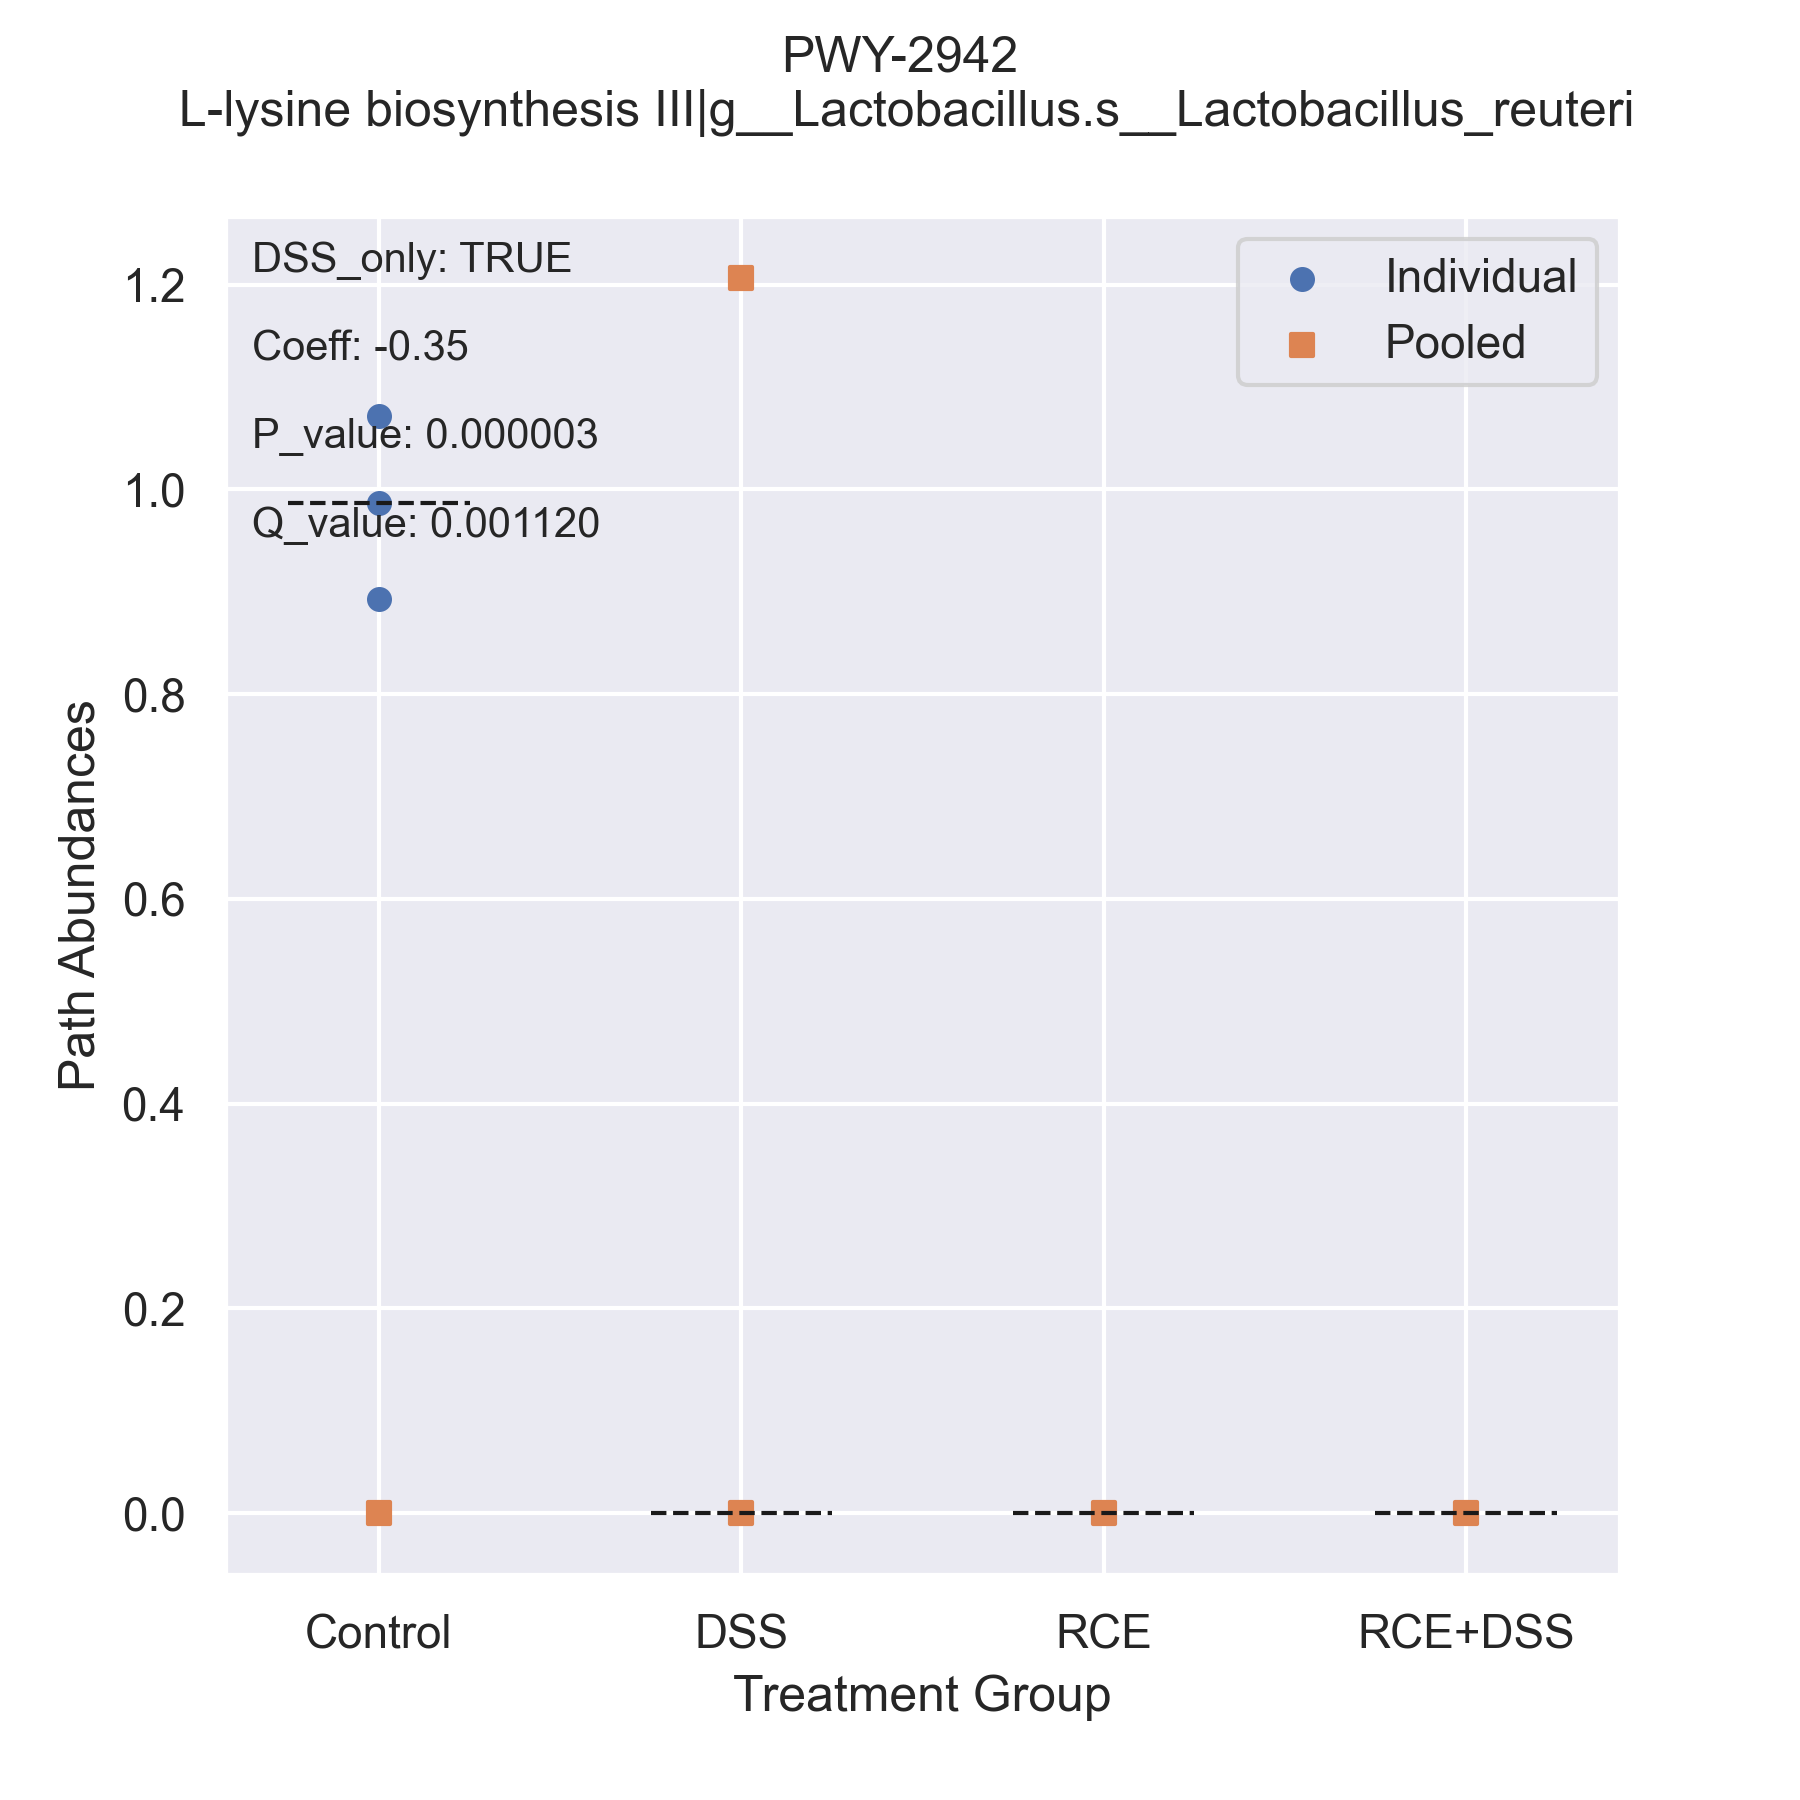 PWY-2942
L-lysine biosynthesis III|g__Lactobacillus.s__Lactobacillus_reuteri
DSS_only: TRUE
Coeff: -0.35
P_value: 0.000003
Q_value: 0.001120
Individual
Pooled
1.2
1.0
0.8
0.6
0.4
0.2
0.0
Path Abundances
Control
DSS
RCE
RCE+DSS
Treatment Group